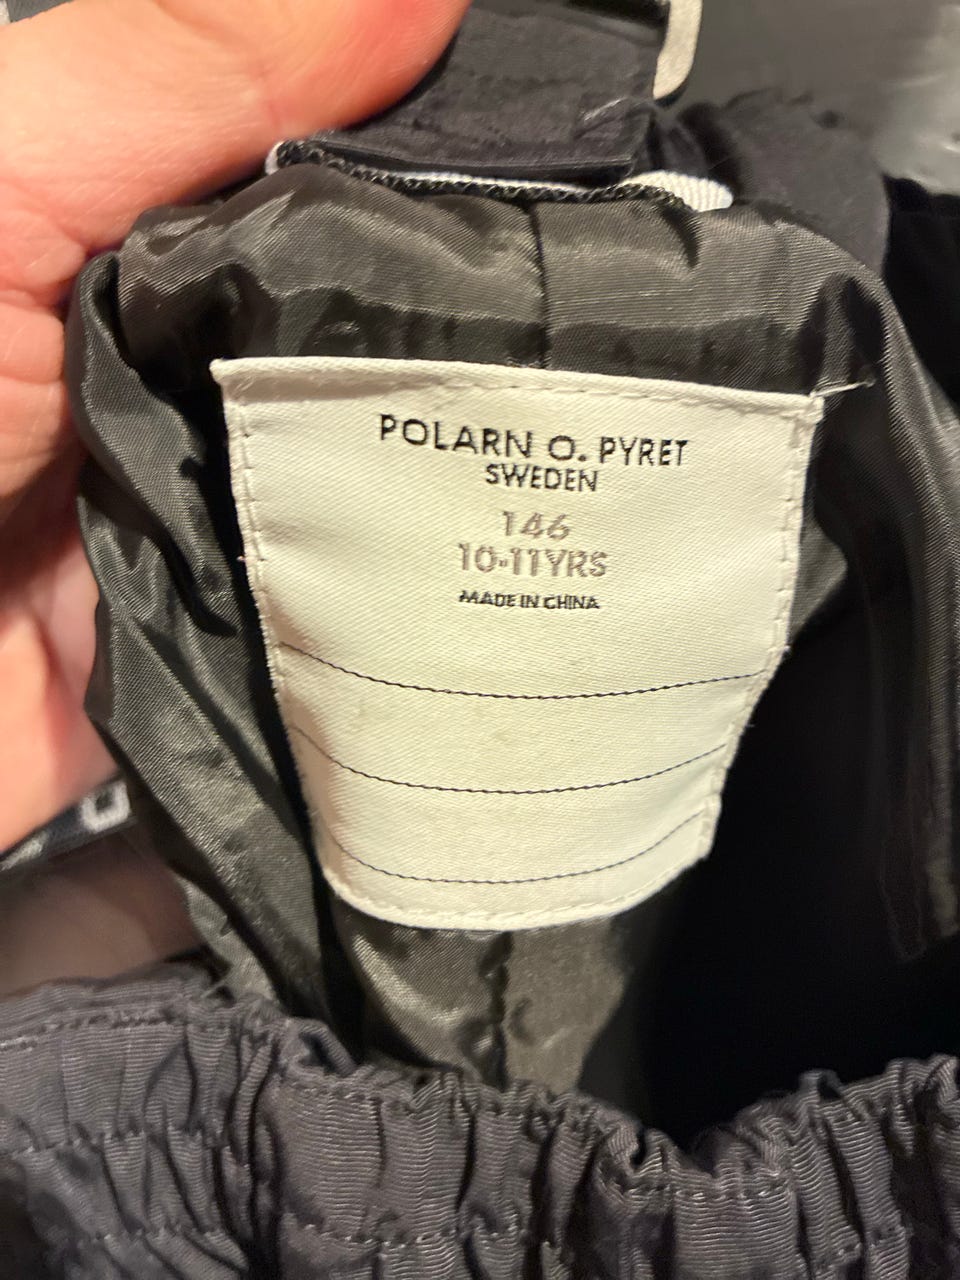 POLARN O. PYRET
SWEDEN
146
10-11YRS
MADE IN CHINA